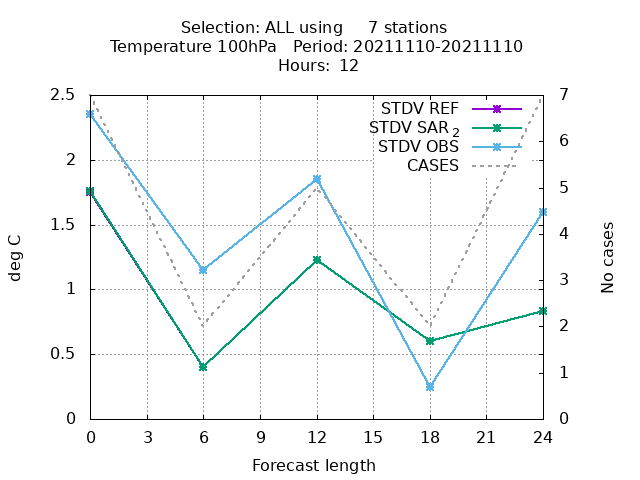 Selection: ALL using     7 stations
Temperature 100hPa   Period: 20211110-20211110
Hours: 12
STDV REF
STDV SAR 2
STDV OBS
CASES
2.5
2
1.5
1
0.5
0
deg C
7
6
5
4
3
2
1
0
No cases
0 3 6 9 12 15 18 21 24
Forecast length